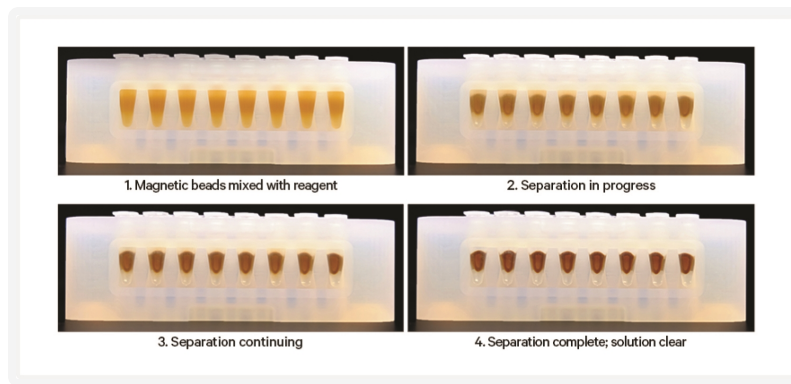 1. Magnetic beads mixed with reagent
2. Separation in progress
3. Separation continuing
4. Separation complete; solution clear